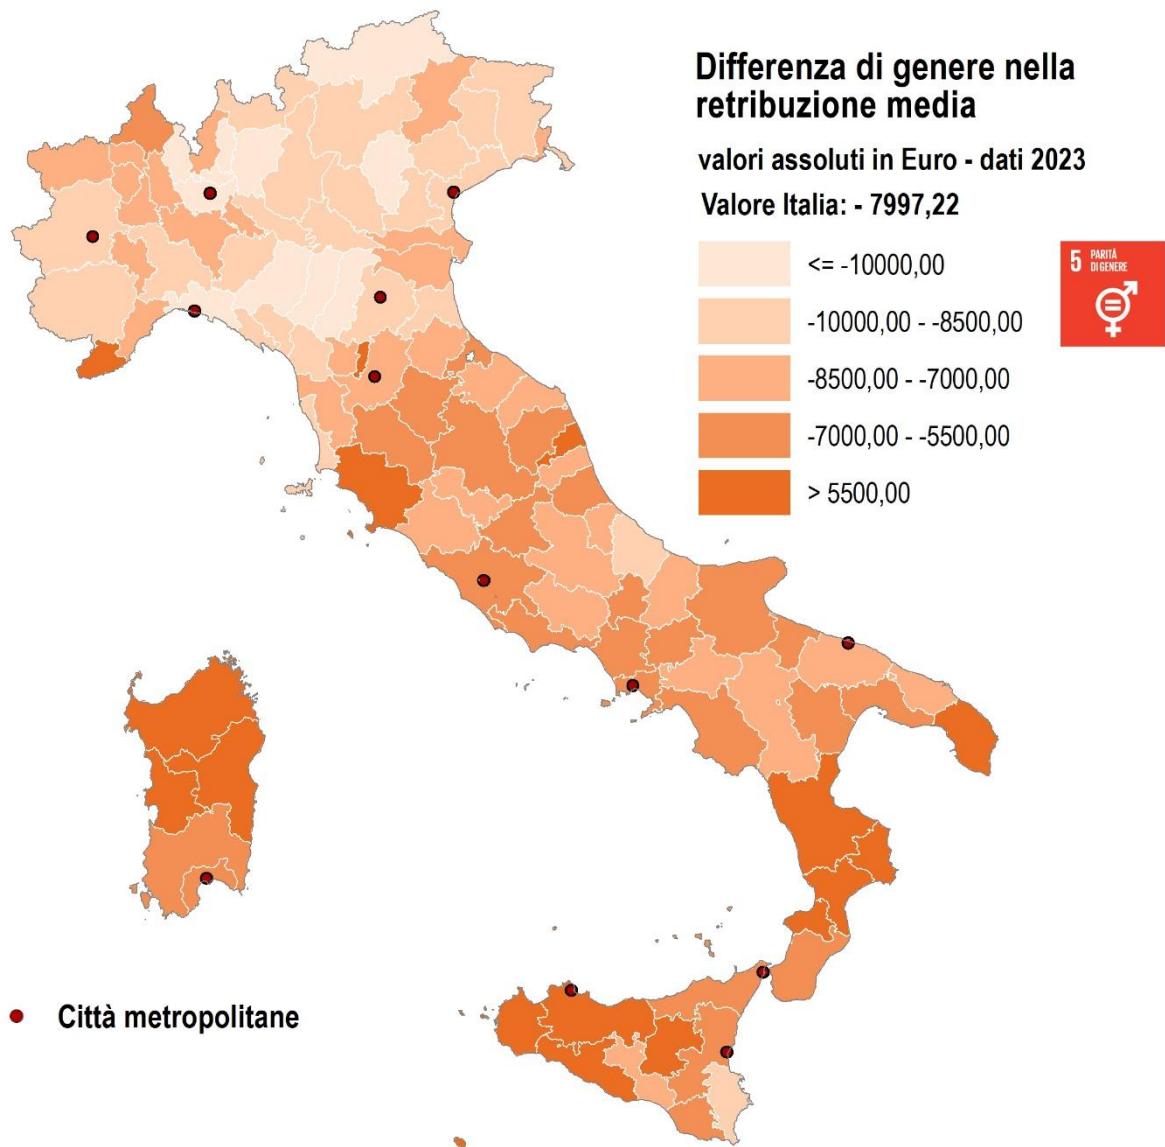 Differenza di genere nella
retribuzione media
valori assoluti in Euro - dati 2023
Valore Italia: - 7997,22
<= -10000,00
-10000,00 - -8500,00
-8500,00 - -7000,00
-7000,00 - -5500,00
> 5500,00
5 PARITÀ
DI GENERE
Città metropolitane